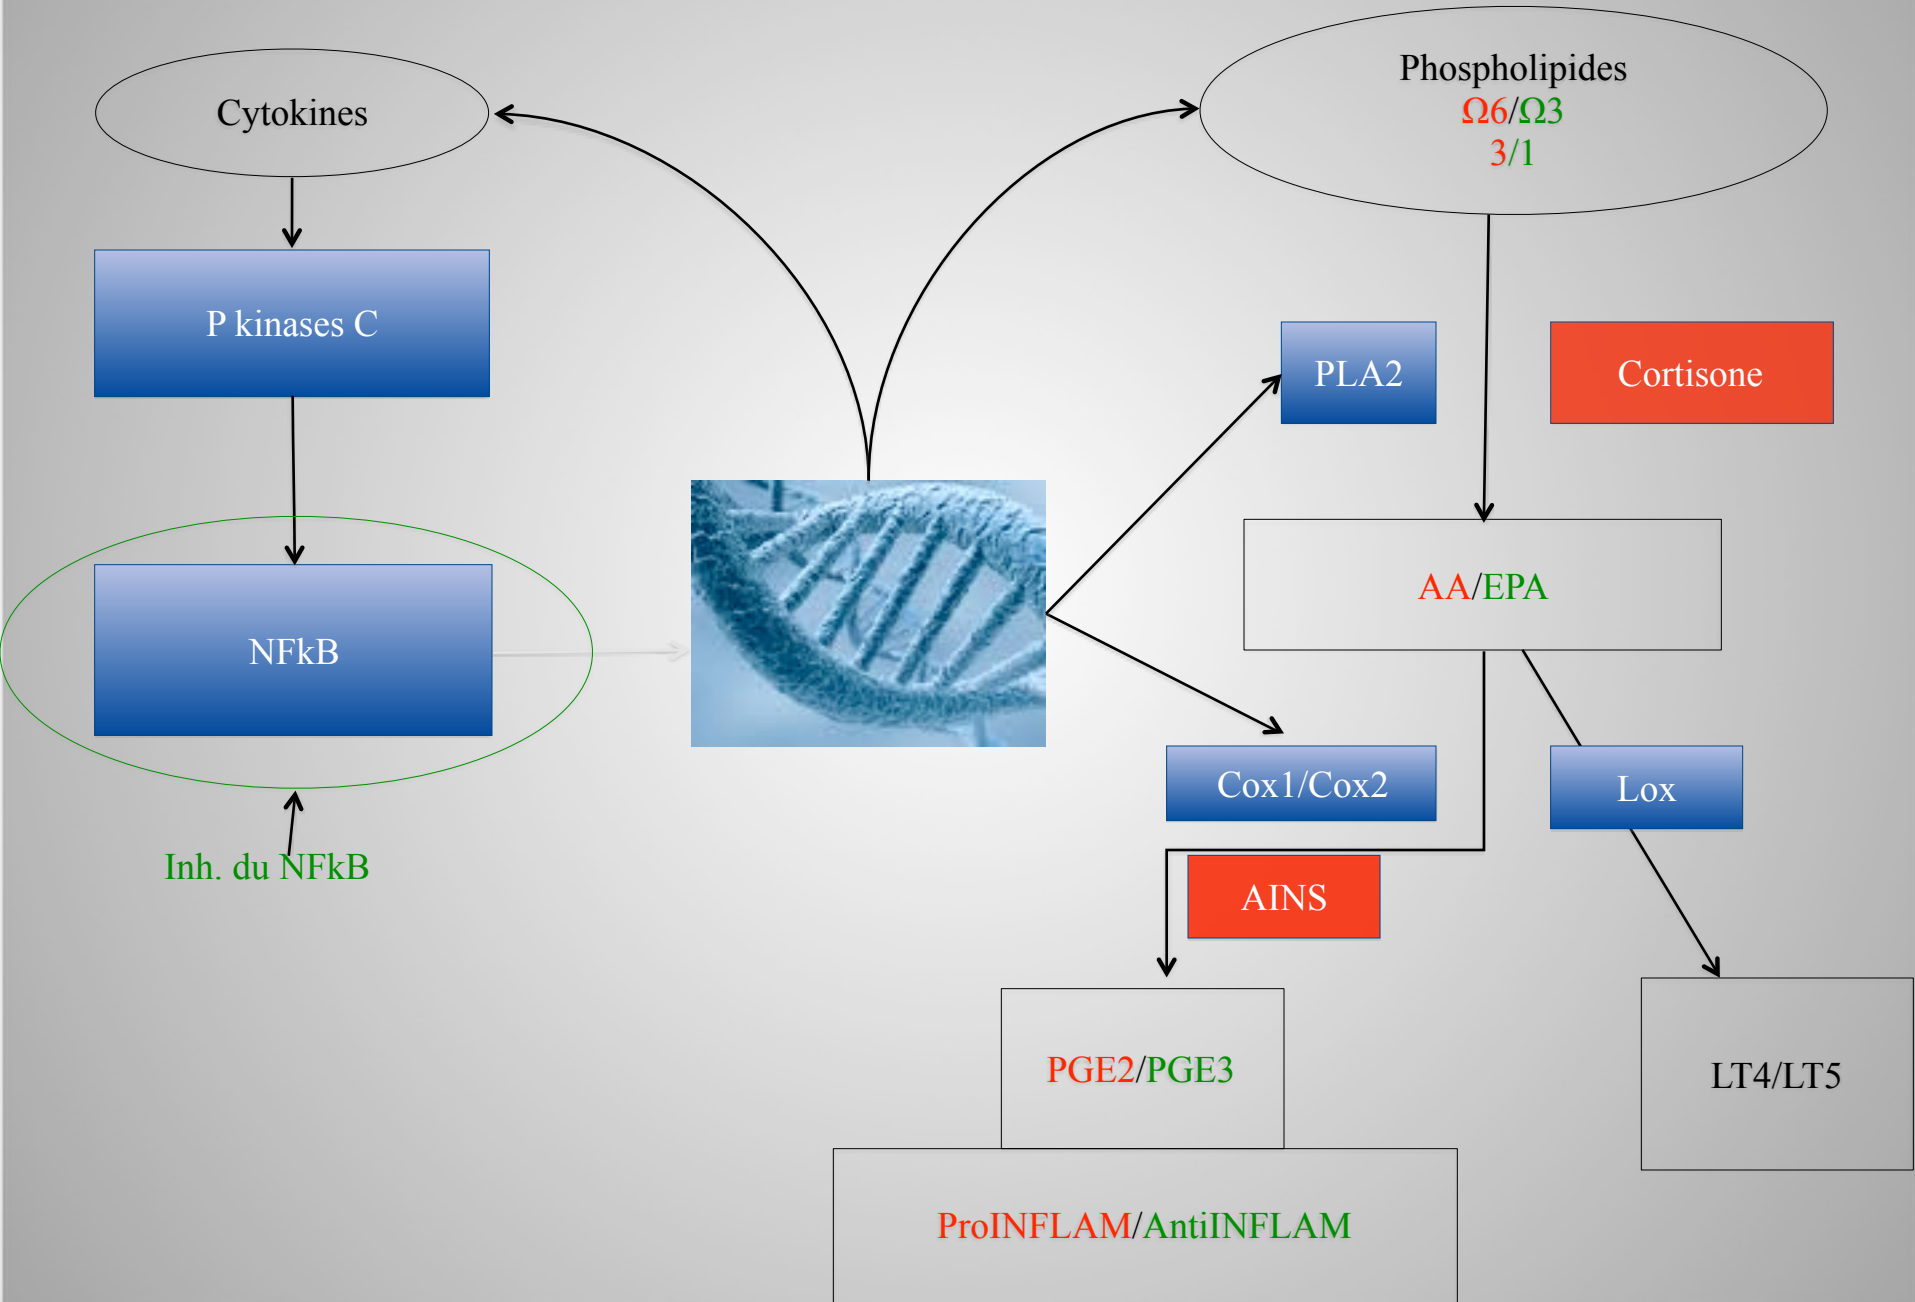 Cytokines
Phospholipides
Ω6/Ω3
3/1
P kinases C
PLA2
Cortisone
AA/EPA
NFkB
Cox1/Cox2
Lox
Inh. du NFkB
AINS
PGE2/PGE3
LT4/LT5
ProINFLAM/AntiINFLAM